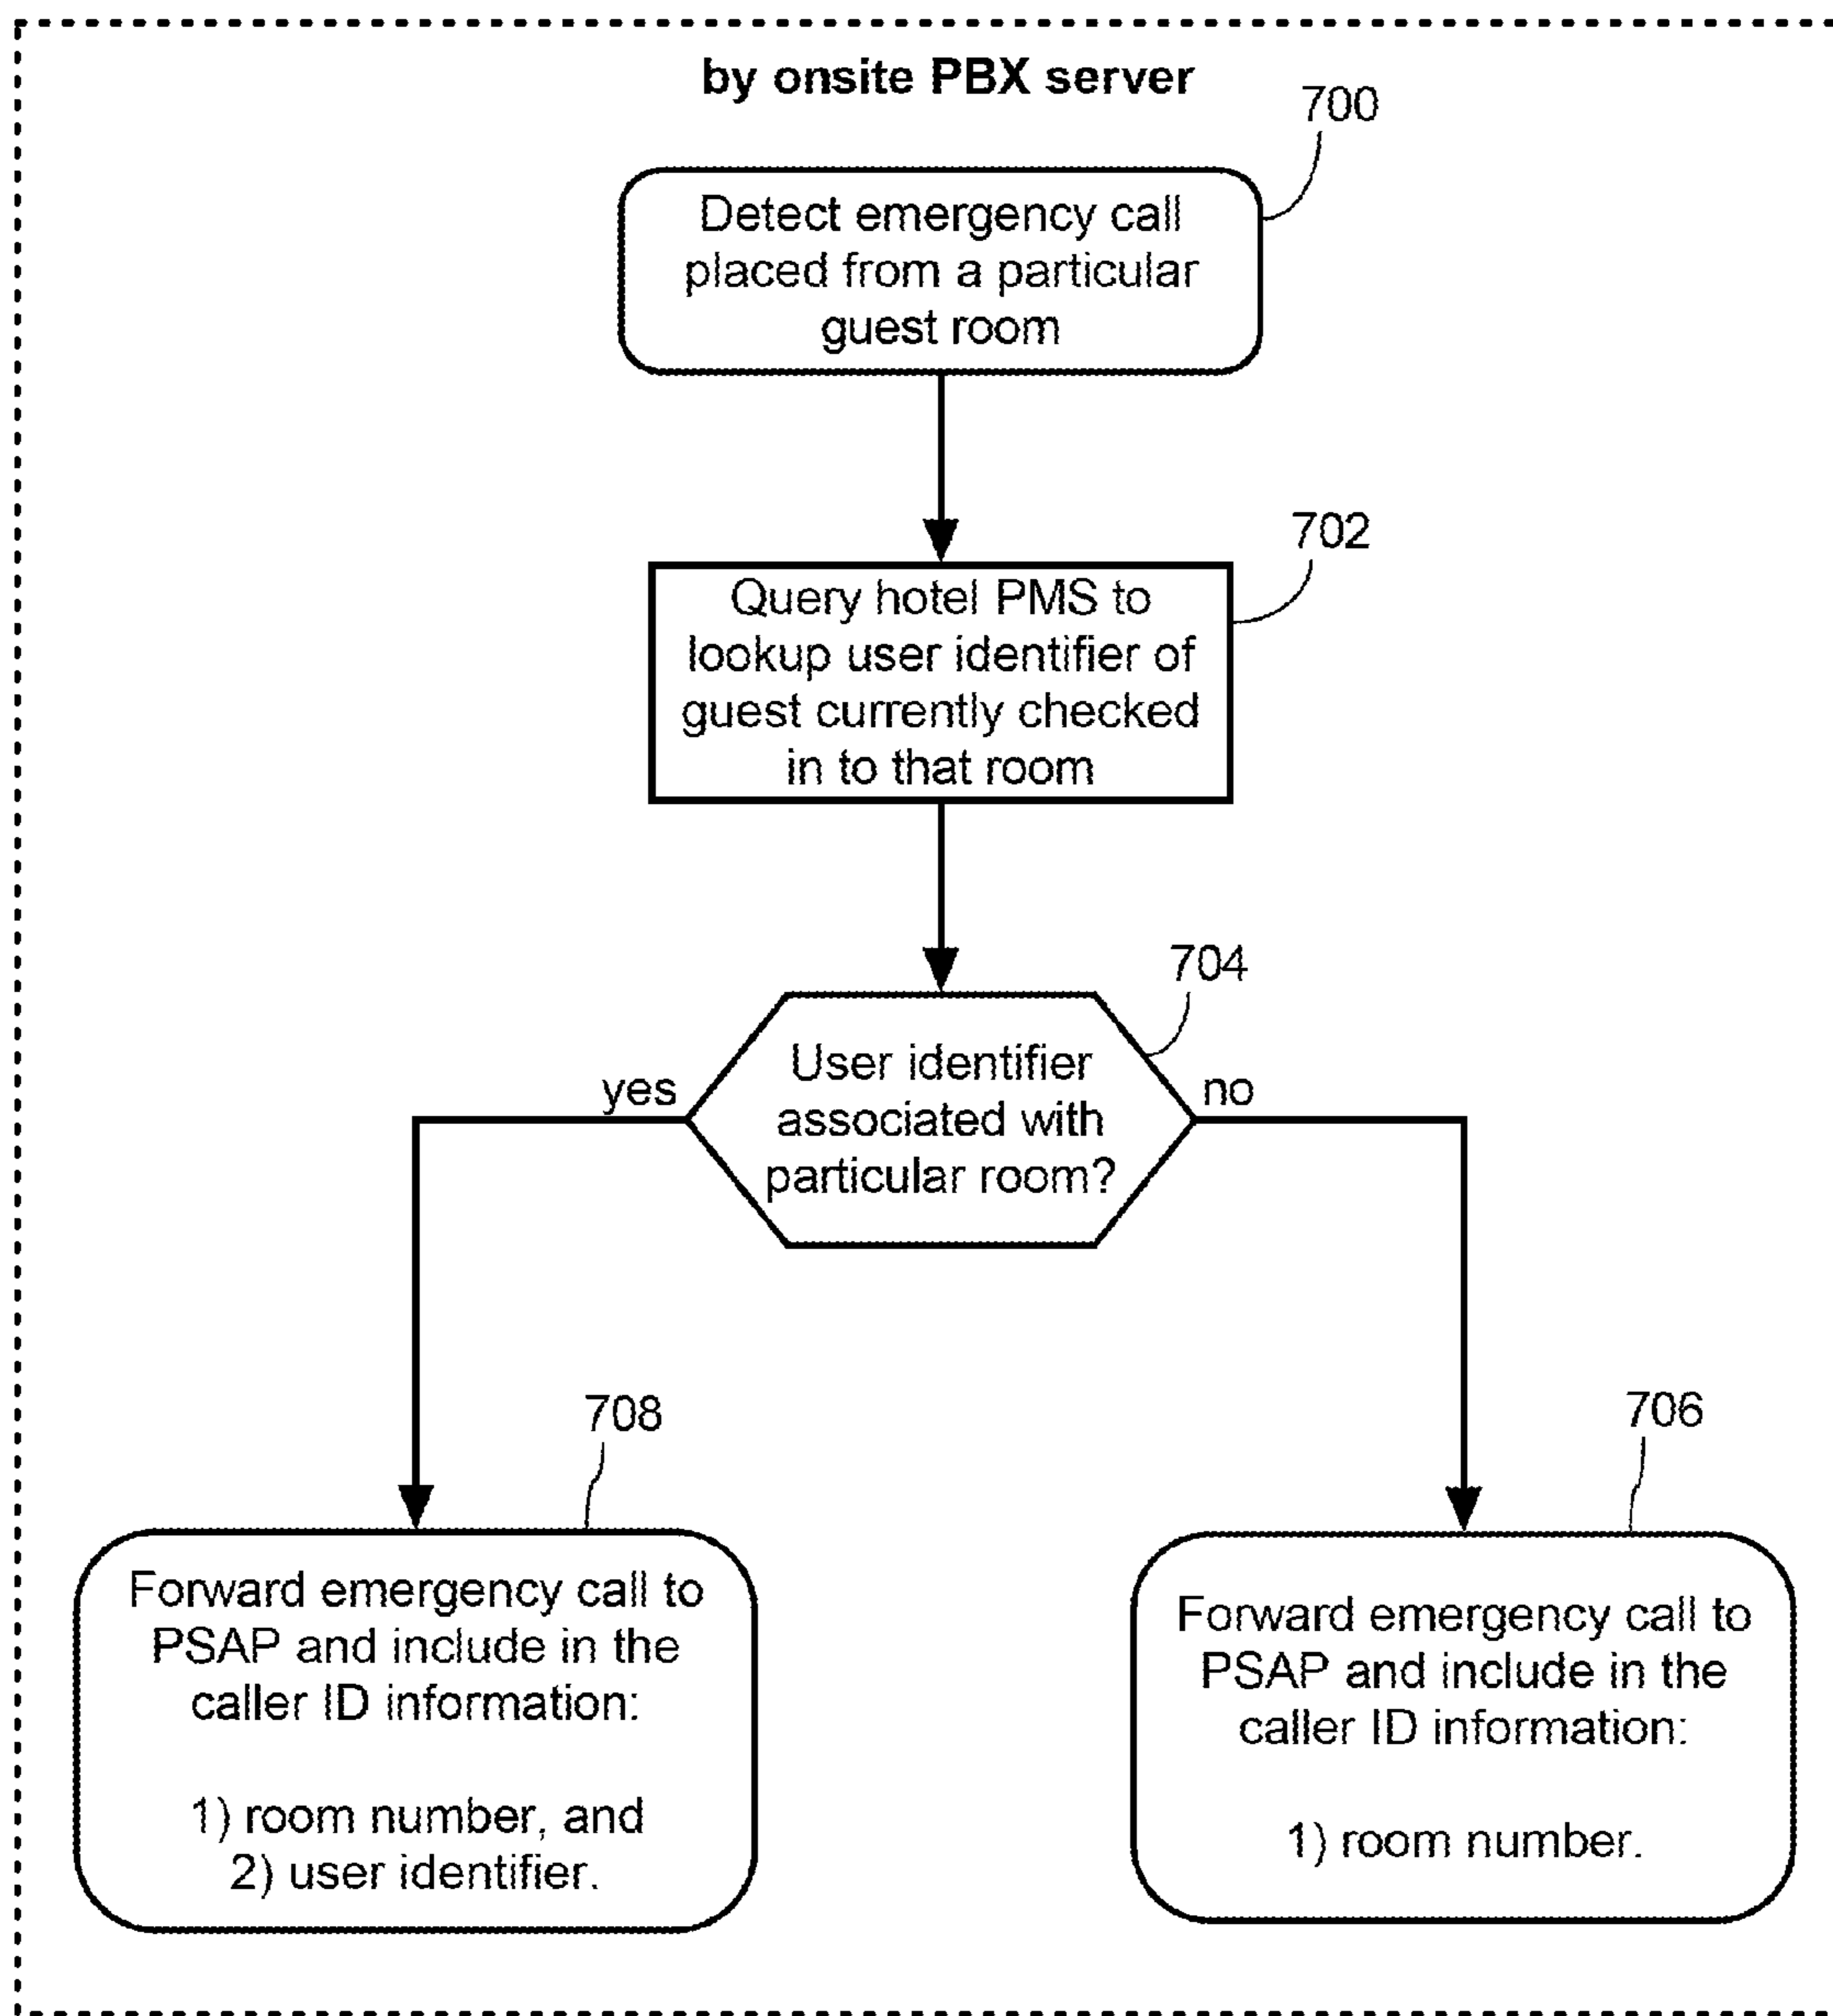 by onsite PBX server
700
Detect emergency call
placed from a particular
guest room
702
Query hotel PMS to
lookup user identifier of
guest currently checked
in to that room
704
User identifier
associated with
particular room?
yes
no
708
Forward emergency call to
PSAP and include in the
caller ID information:
1) room number, and
2) user identifier.
706
Forward emergency call to
PSAP and include in the
caller ID information:
1) room number.